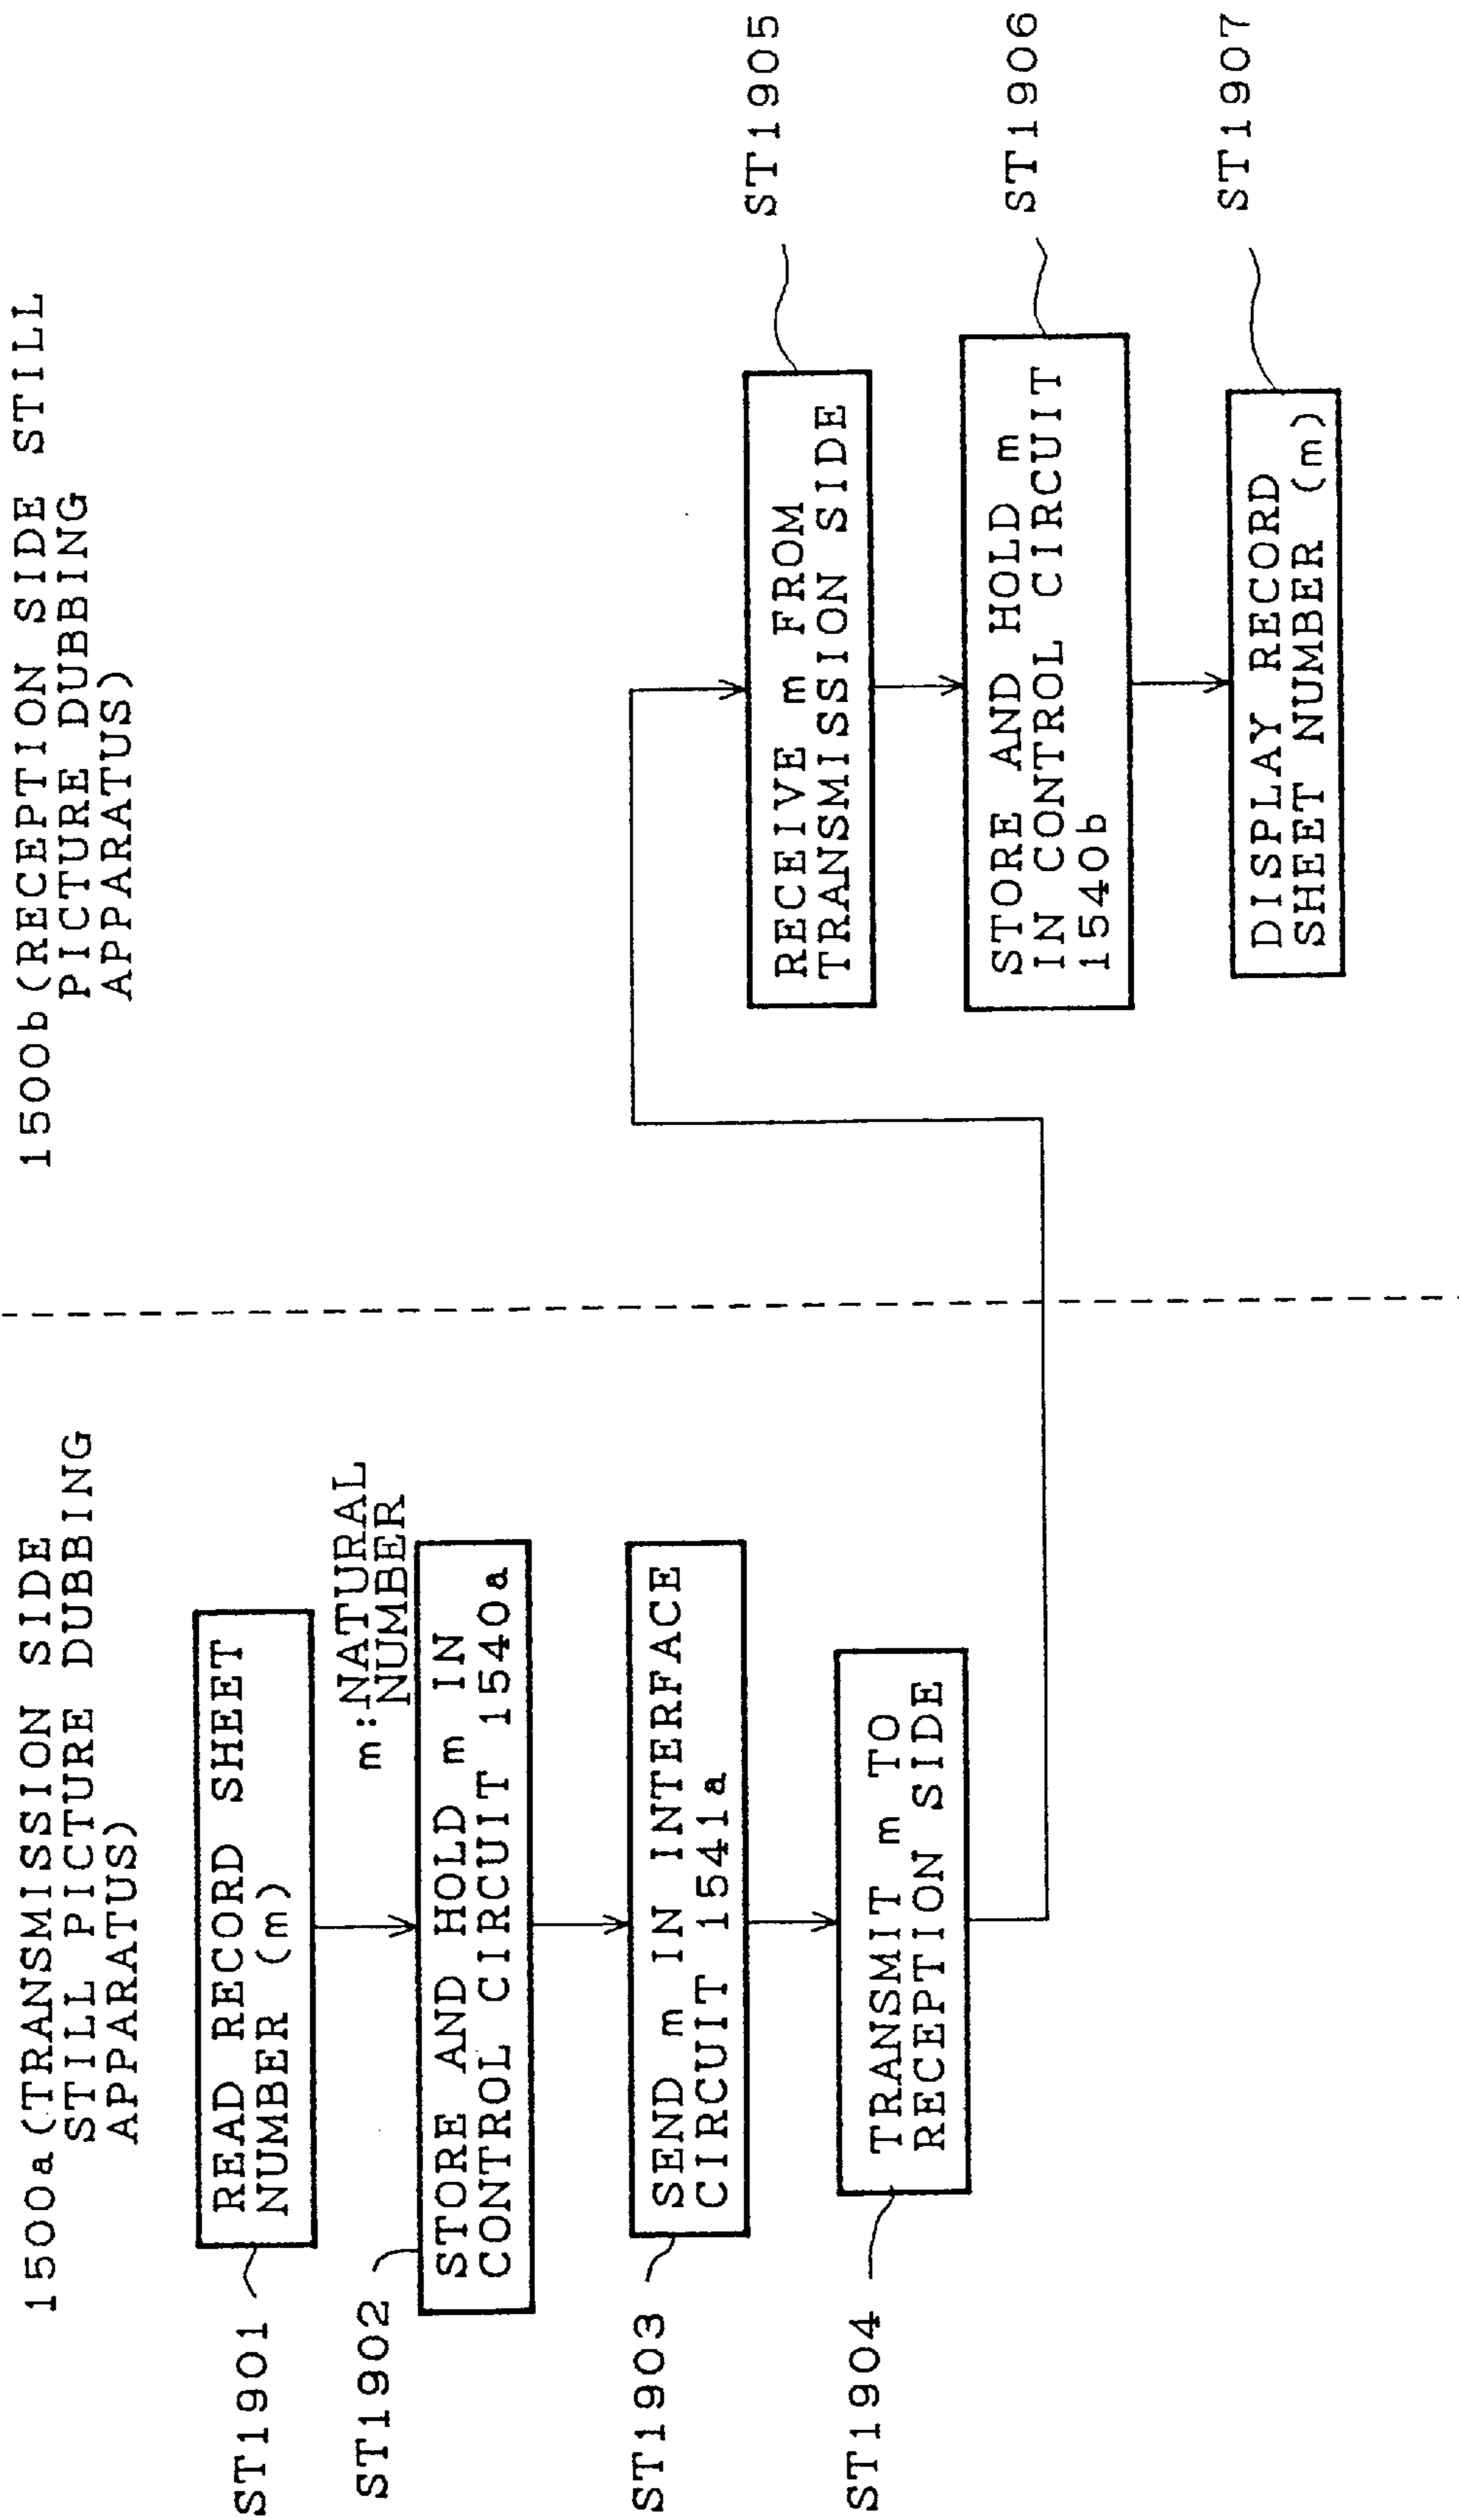 1500a(TRANSMISSION SIDE
STILL PICTURE DUBBING
APPARATUS)
ST1901
READ RECORD SHEET
NUMBER (m)
m:NATURAL
NUMBER
ST1902
STORE AND HOLD m IN
CONTROL CIRCUIT 1540a
ST1903
SEND m IN INTERFACE
CIRCUIT 1541a
ST1904
TRANSMIT m TO
RECEPTION SIDE
1500b(RECEPTION SIDE STILL
PICTURE DUBBING
APPARATUS)
RECEIVE m FROM
TRANSMISSION SIDE
ST1905
STORE AND HOLD m
IN CONTROL CIRCUIT
1540b
ST1906
DISPLAY RECORD
SHEET NUMBER (m)
ST1907